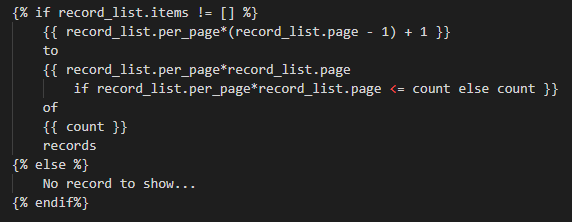 {% if record_list.items != [] %}
    {{ record_list.per_page*(record_list.page - 1) + 1 }}
    to
    {{ record_list.per_page*record_list.page
        if record_list.per_page*record_list.page <= count else count }}
    of
    {{ count }}
    records
{% else %}
    No record to show...
{% endif%}